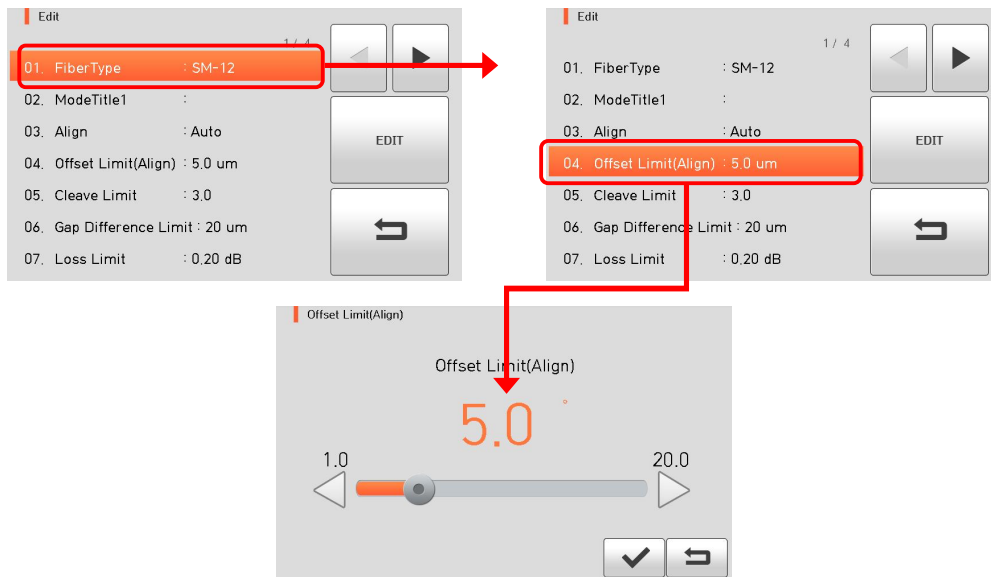 Edit
1 / 4
01. FiberType : SM-12
02. ModeTitle1 :
03. Align : Auto
04. Offset Limit(Align) : 5.0 um
05. Cleave Limit : 3.0
06. Gap Difference Limit : 20 um
07. Loss Limit : 0.20 dB
EDIT
Edit
1 / 4
01. FiberType : SM-12
02. ModeTitle1 :
03. Align : Auto
04. Offset Limit(Align) : 5.0 um
05. Cleave Limit : 3.0
06. Gap Difference Limit : 20 um
07. Loss Limit : 0.20 dB
EDIT
Offset Limit(Align)
Offset Limit(Align)
5.0 °
1.0
20.0